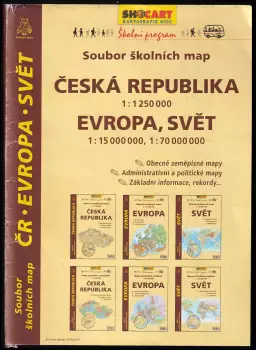 SHOCART
KARTOGRAFIE 2000
Školní program
Soubor školních map
ČESKÁ REPUBLIKA
1 : 1 250 000
EVROPA, SVĚT
1 : 15 000 000, 1 : 70 000 000
Obecně zeměpisné mapy
Administrativní a politické mapy
Základní informace, rekordy...
ČESKÁ
REPUBLIKA
EVROPA
SVĚT
ČESKÁ
REPUBLIKA
EVROPA
SVĚT
Soubor
školních map
ČR • EVROPA • SVĚT